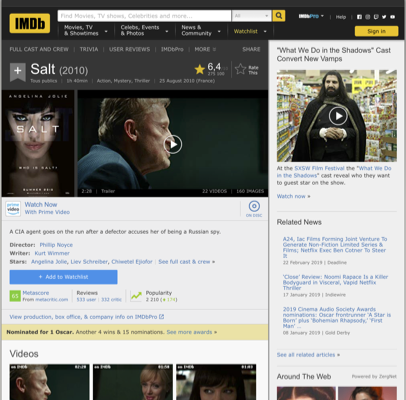 IMDb
Find Movies, TV shows, Celebrities and more...
All
IMDbPro
Help
Movies, TV
& Showtimes
Celebs, Events
& Photos
News &
Community
Watchlist
Sign in
FULL CAST AND CREW | TRIVIA | USER REVIEWS | IMDbPro | MORE
SHARE
Salt (2010)
Tous publics | 1h 40min | Action, Mystery, Thriller | 25 August 2010 (France)
6,4
Rate
This
ANGELINA JOLIE
SALT
WHO IS SALT?
2:28 | Trailer
22 VIDEOS | 160 IMAGES
prime
video
Watch Now
With Prime Video
ON DISC
A CIA agent goes on the run after a defector accuses her of being a Russian spy.
Director: Phillip Noyce
Writer: Kurt Wimmer
Stars: Angelina Jolie, Liev Schreiber, Chiwetel Ejiofor | See full cast & crew »
+ Add to Watchlist
Metascore
From metacritic.com
Reviews
533 user | 332 critic
Popularity
2 210
View production, box office, & company info on IMDbPro
Nominated for 1 Oscar. Another 4 wins & 15 nominations. See more awards »
Videos
"What We Do in the Shadows" Cast
Convert New Vamps
At the SXSW Film Festival the "What We
Do in the Shadows" cast reveal who they want
to guest star on the show.
Watch now »
Related News
A24, Iac Films Forming Joint Venture To
Generate Non-Fiction Limited Series &
Films; Netflix Exec Ben Cotner To Steer
It
22 February 2019 | Deadline
'Close' Review: Noomi Rapace Is a Killer
Bodyguard in Visceral, Vapid Netflix
Thriller
17 January 2019 | Indiewire
2019 Cinema Audio Society Awards
nominations: Oscar frontrunner 'A Star is
Born' plus 'Bohemian Rhapsody,' 'First
Man' ...
08 January 2019 | Gold Derby
See all related articles »
Around The Web
Powered by ZergNet